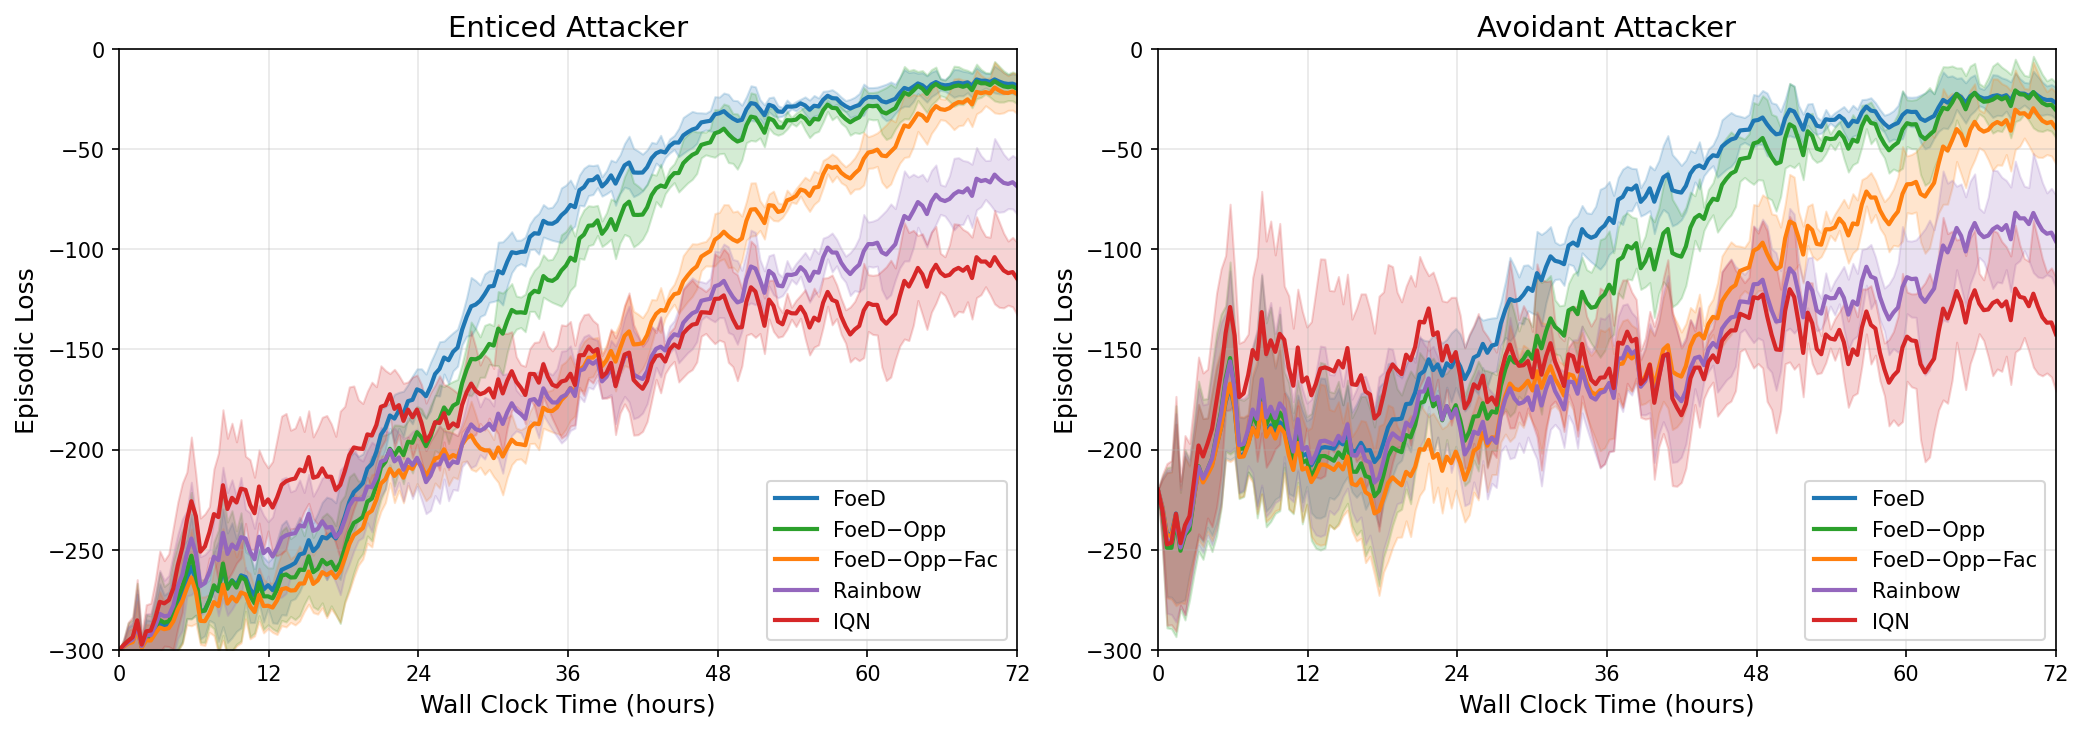 Enticed Attacker
Episodic Loss
0
−50
−100
−150
−200
−250
−300
0 12 24 36 48 60 72
Wall Clock Time (hours)
FoeD
FoeD−Opp
FoeD−Opp−Fac
Rainbow
IQN
Avoidant Attacker
Episodic Loss
0
−50
−100
−150
−200
−250
−300
0 12 24 36 48 60 72
Wall Clock Time (hours)
FoeD
FoeD−Opp
FoeD−Opp−Fac
Rainbow
IQN